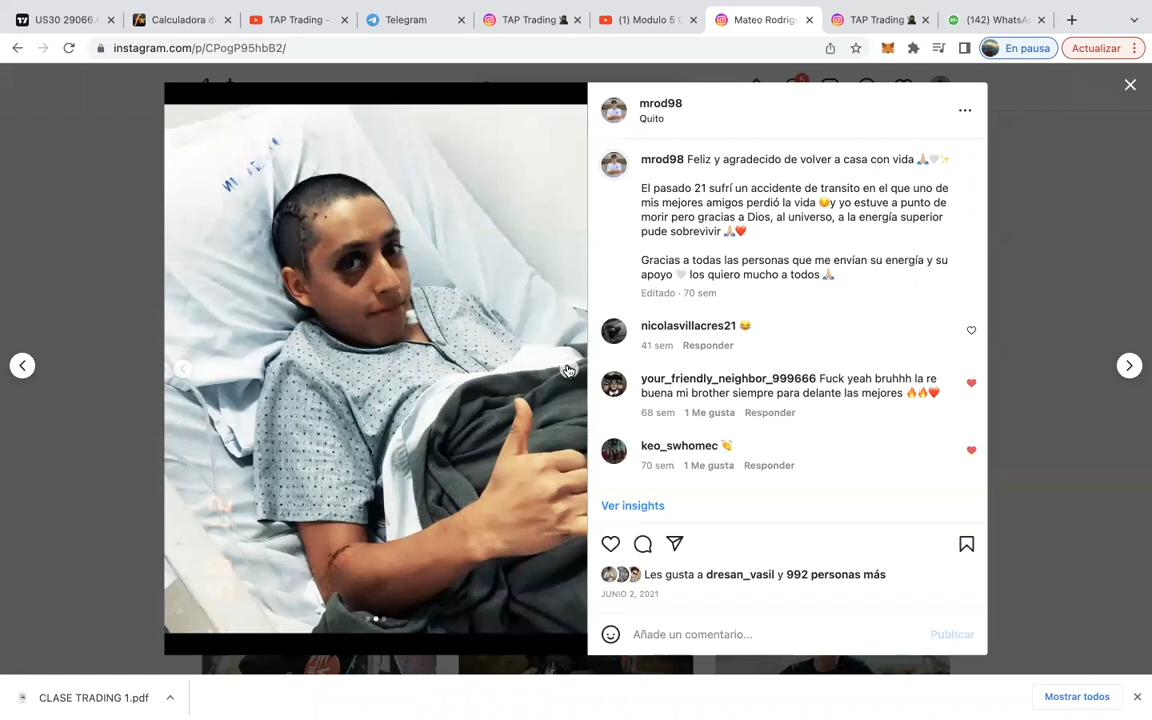 US30 29066.
Calculadora d
TAP Trading -
Telegram
TAP Trading
(1) Modulo 5
Mateo Rodrig
TAP Trading
(142) WhatsA
instagram.com/p/CPogP95hbB2/
En pausa
Actualizar
mrod98
Quito
mrod98 Feliz y agradecido de volver a casa con vida 🙏🏼🤍✨
El pasado 21 sufrí un accidente de transito en el que uno de
mis mejores amigos perdió la vida 😔y yo estuve a punto de
morir pero gracias a Dios, al universo, a la energía superior
pude sobrevivir 🙏🏼❤️
Gracias a todas las personas que me envían su energía y su
apoyo 🤍 los quiero mucho a todos 🙏🏼
Editado · 70 sem
nicolasvillacres21 😂
41 sem Responder
your_friendly_neighbor_999666 Fuck yeah bruhhh la re
buena mi brother siempre para delante las mejores 🔥🔥❤️
68 sem 1 Me gusta Responder
keo_swhomec 👏
70 sem 1 Me gusta Responder
Ver insights
Les gusta a dresan_vasil y 992 personas más
JUNIO 2, 2021
Añade un comentario...
Publicar
CLASE TRADING 1.pdf
Mostrar todos